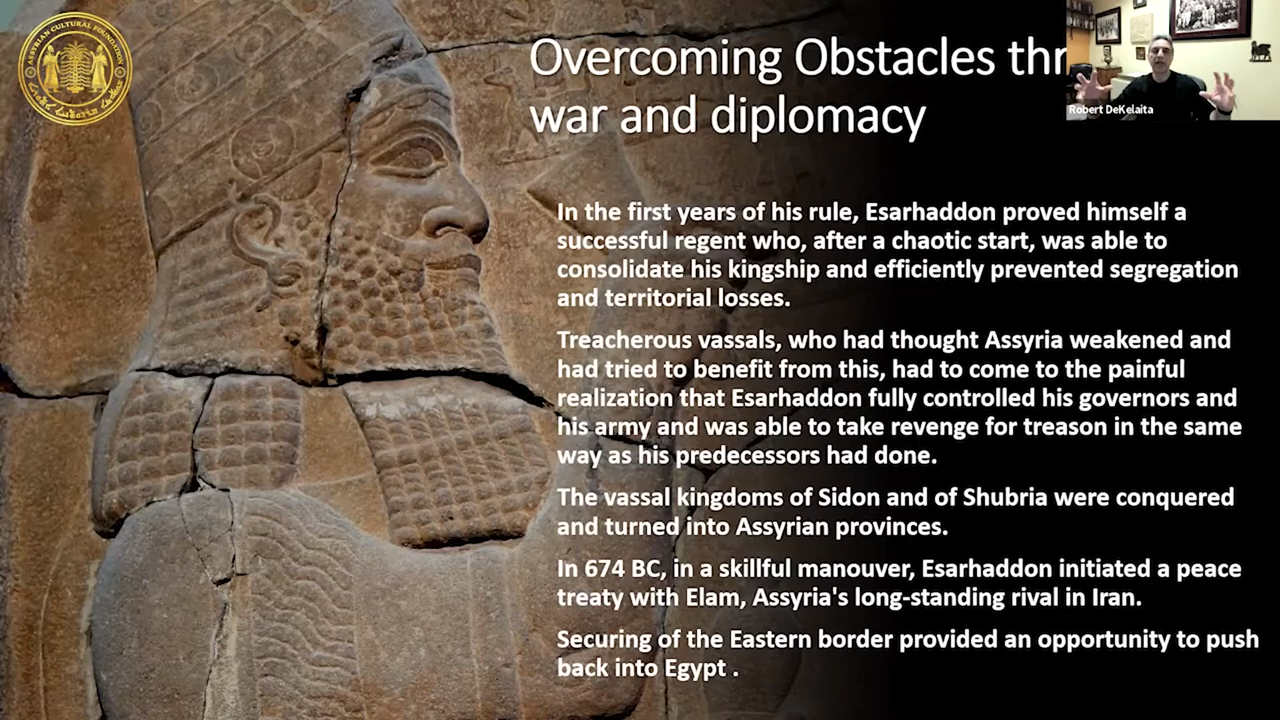 ASSYRIAN CULTURAL FOUNDATION
Overcoming Obstacles thr
war and diplomacy
Robert DeKelaita
In the first years of his rule, Esarhaddon proved himself a
successful regent who, after a chaotic start, was able to
consolidate his kingship and efficiently prevented segregation
and territorial losses.
Treacherous vassals, who had thought Assyria weakened and
had tried to benefit from this, had to come to the painful
realization that Esarhaddon fully controlled his governors and
his army and was able to take revenge for treason in the same
way as his predecessors had done.
The vassal kingdoms of Sidon and of Shubria were conquered
and turned into Assyrian provinces.
In 674 BC, in a skillful manouver, Esarhaddon initiated a peace
treaty with Elam, Assyria's long-standing rival in Iran.
Securing of the Eastern border provided an opportunity to push
back into Egypt .